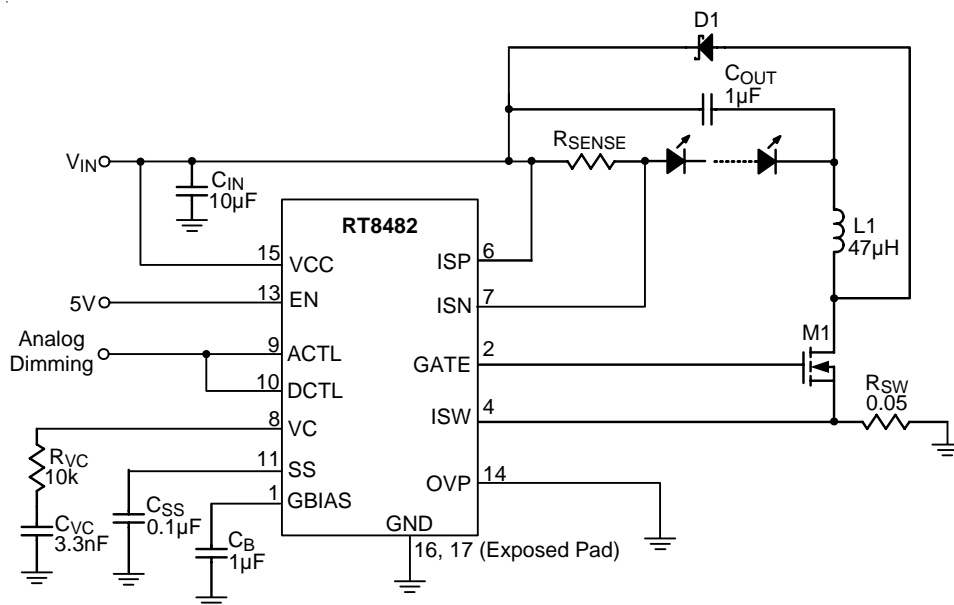 D1
COUT
1µF
RSENSE
VIN
CIN
10µF
RT8482
L1
47µH
15
VCC
ISP
6
5V
13
EN
ISN
7
M1
Analog
Dimming
9
ACTL
GATE
2
10
DCTL
RSW
0.05
8
VC
ISW
4
RVC
10k
11
SS
OVP
14
1
GBIAS
CSS
0.1µF
GND
CVC
3.3nF
CB
1µF
16, 17 (Exposed Pad)